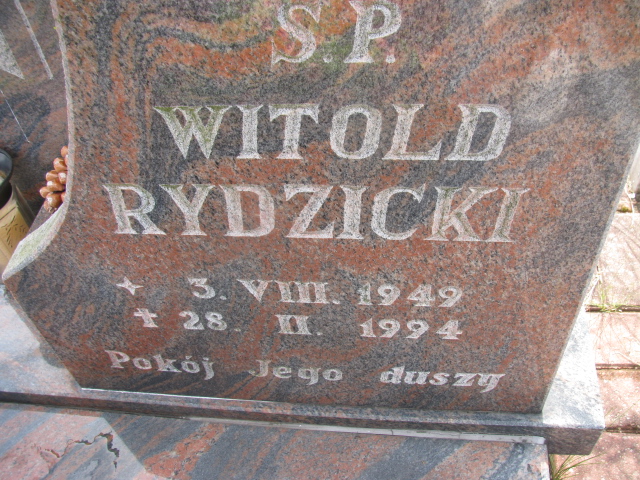 S.P.
WITOLD
RYDZICKI
3. VIII. 1949
28. II. 1994
Pokój Jego duszy